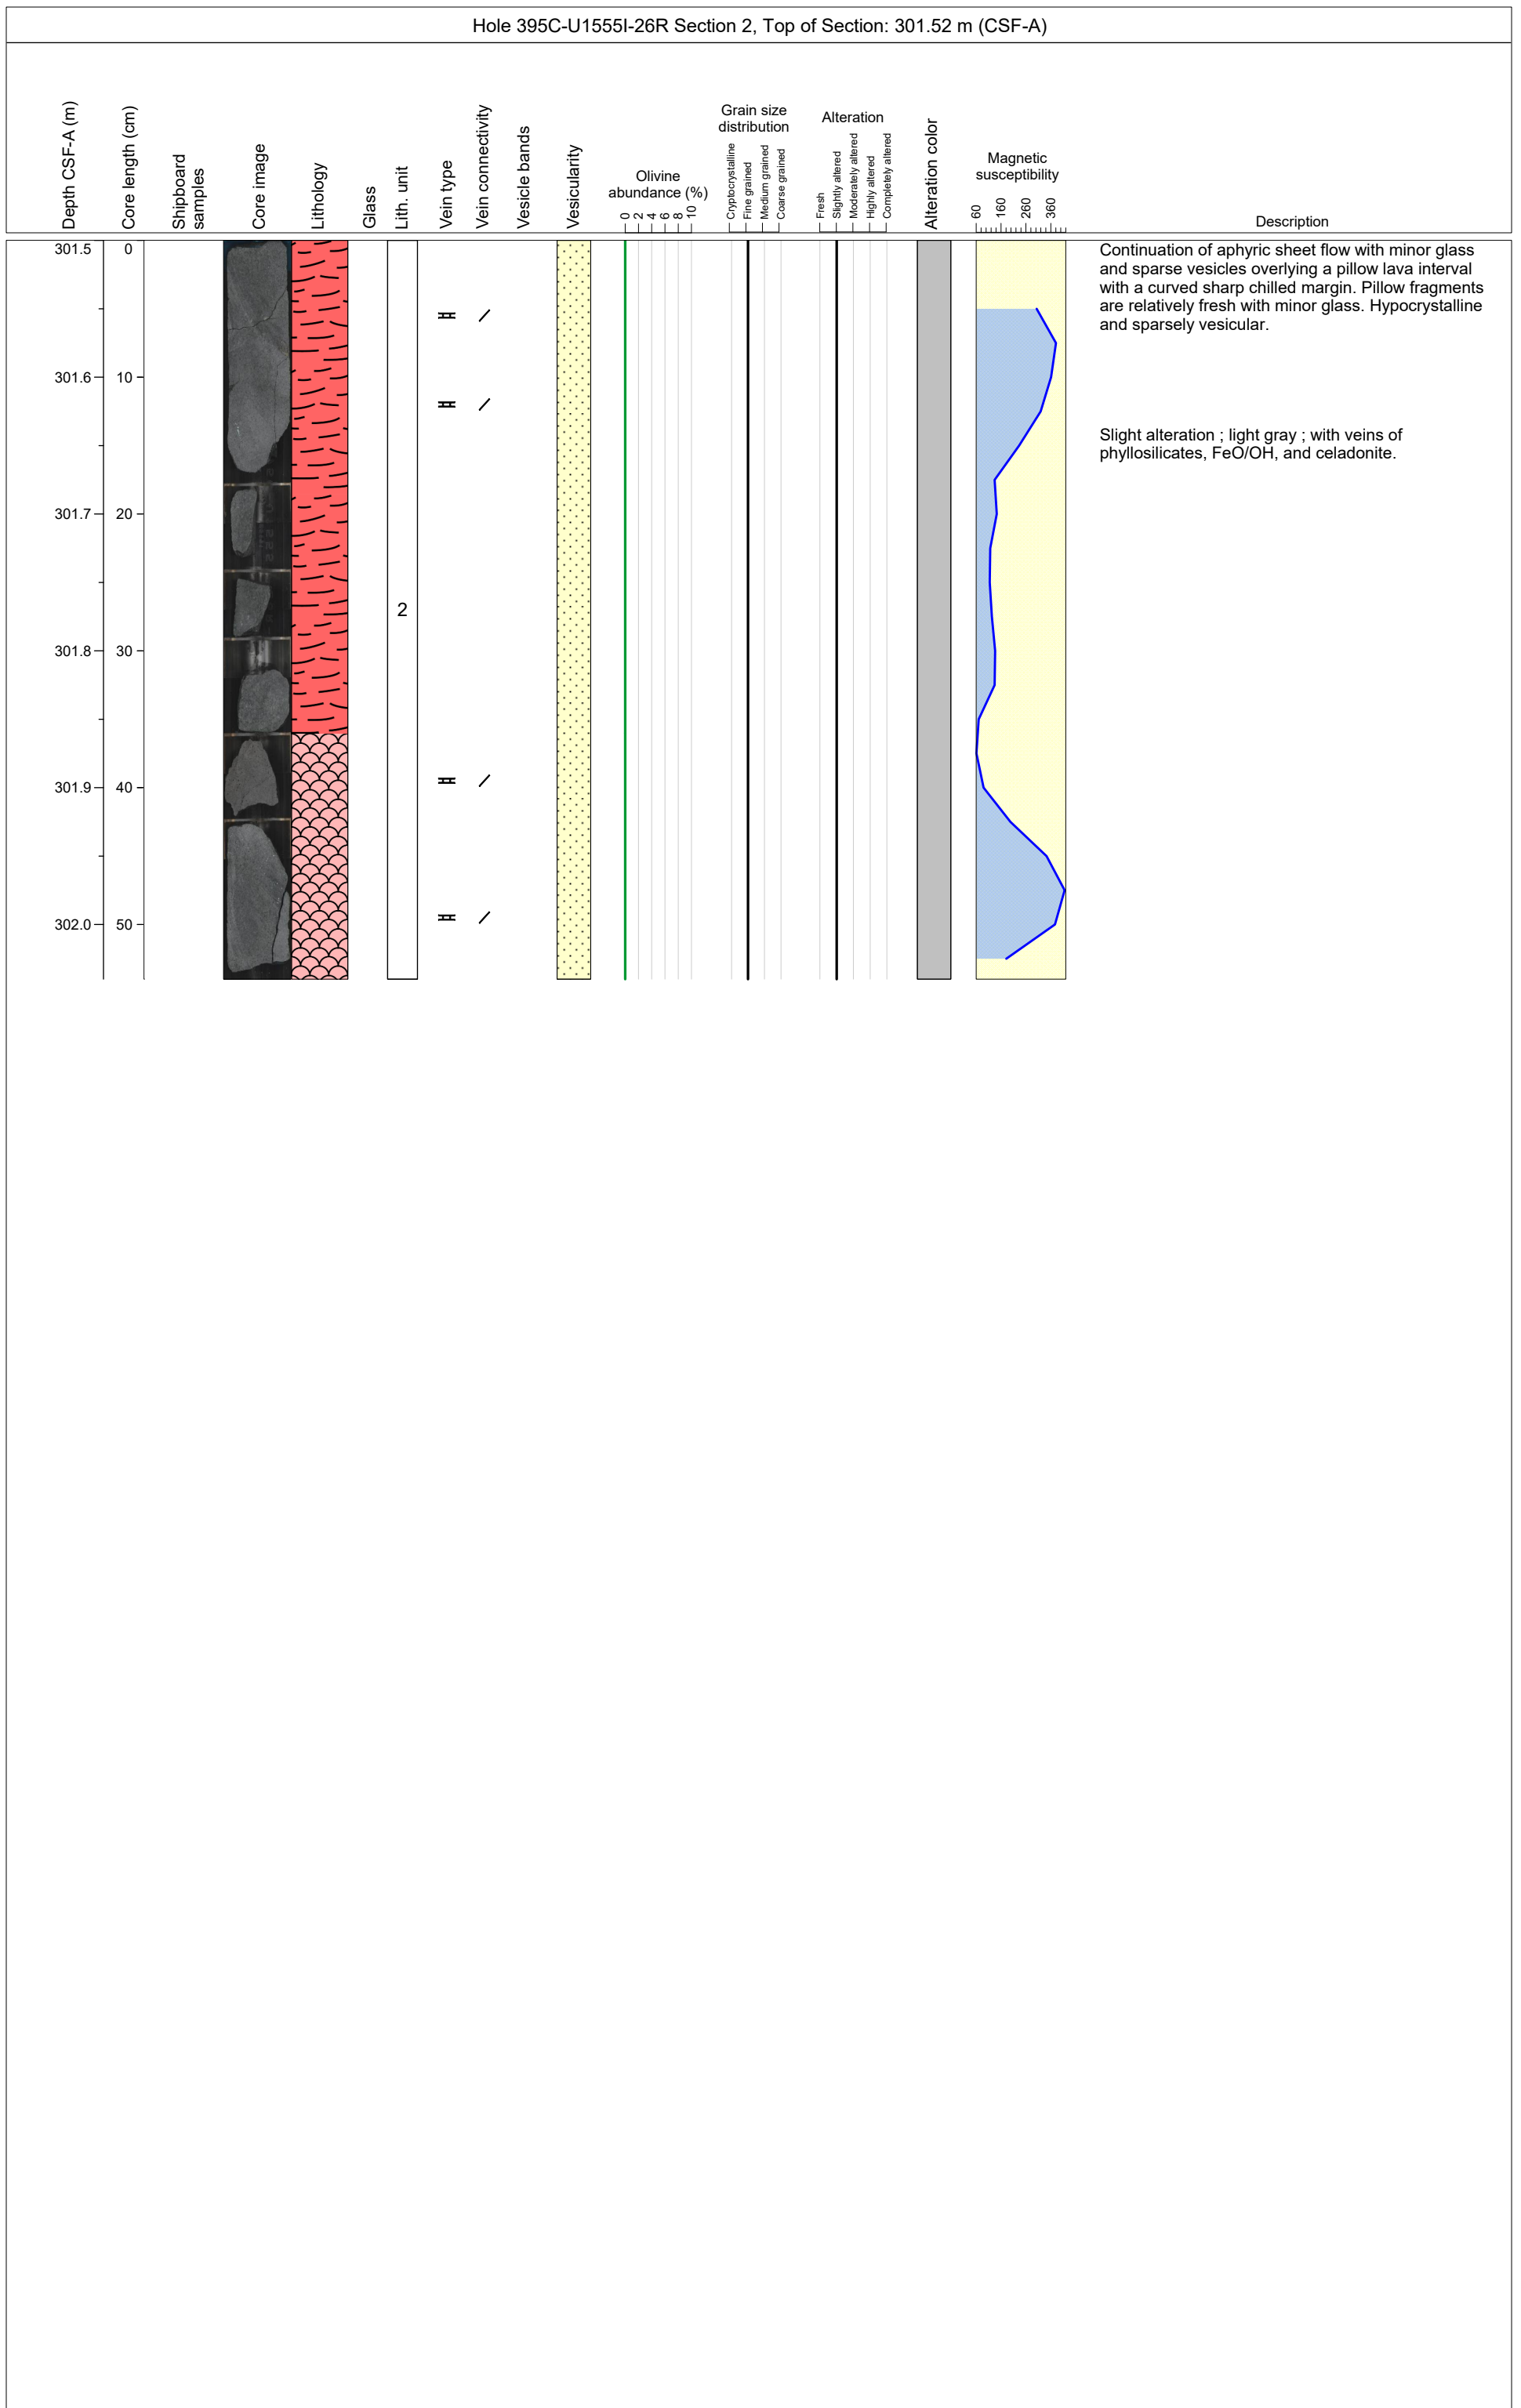 Hole 395C-U1555I-26R Section 2, Top of Section: 301.52 m (CSF-A)
Depth CSF-A (m)
Core length (cm)
Shipboard
samples
Core image
Lithology
Glass
Lith. unit
Vein type
Vein connectivity
Vesicle bands
Vesicularity
Olivine
abundance (%)
0 2 4 6 8 10
Grain size
distribution
Cryptocrystalline
Fine grained
Medium grained
Coarse grained
Alteration
Fresh
Slightly altered
Moderately altered
Highly altered
Completely altered
Alteration color
Magnetic
susceptibility
60 160 260 360
Description
301.5 0
301.6 10
301.7 20
301.8 30
301.9 40
302.0 50
2
Continuation of aphyric sheet flow with minor glass
and sparse vesicles overlying a pillow lava interval
with a curved sharp chilled margin. Pillow fragments
are relatively fresh with minor glass. Hypocrystalline
and sparsely vesicular.
Slight alteration ; light gray ; with veins of
phyllosilicates, FeO/OH, and celadonite.